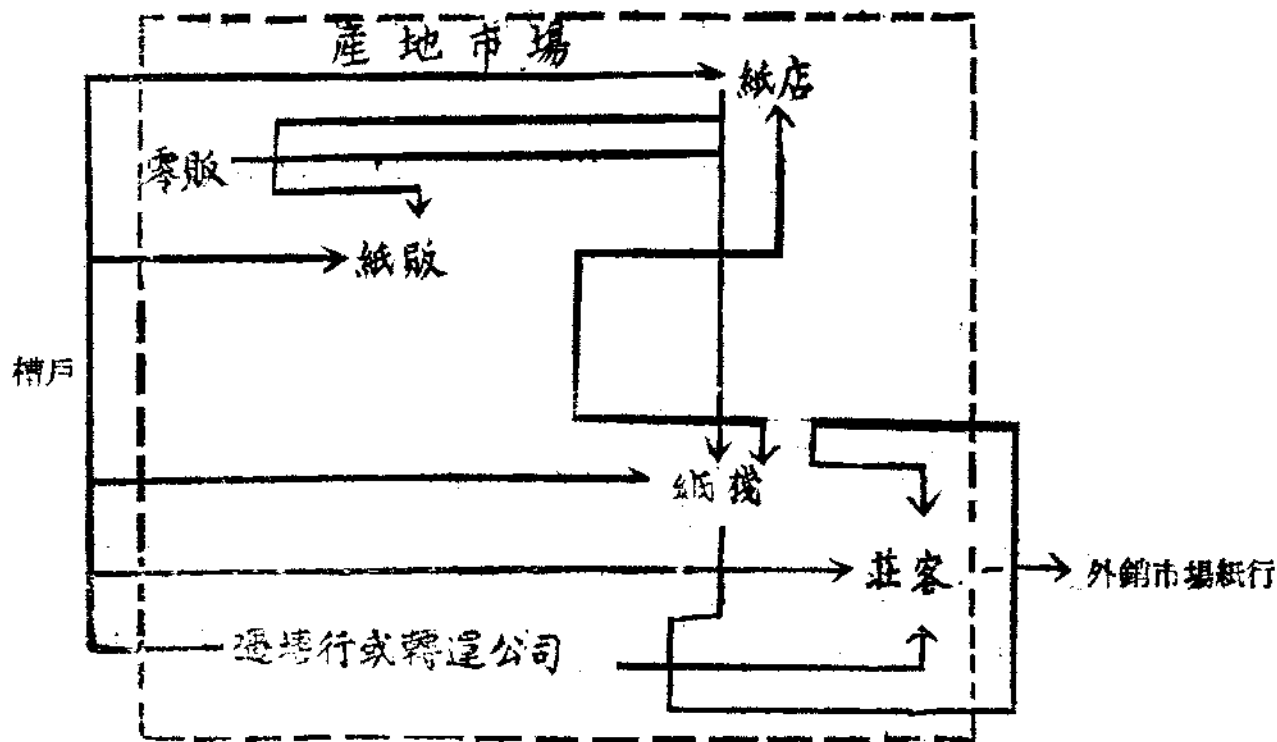 產地市場
紙店
零販
紙販
槽戶
紙棧
莊客
外銷市場紙行
過塘行或轉運公司